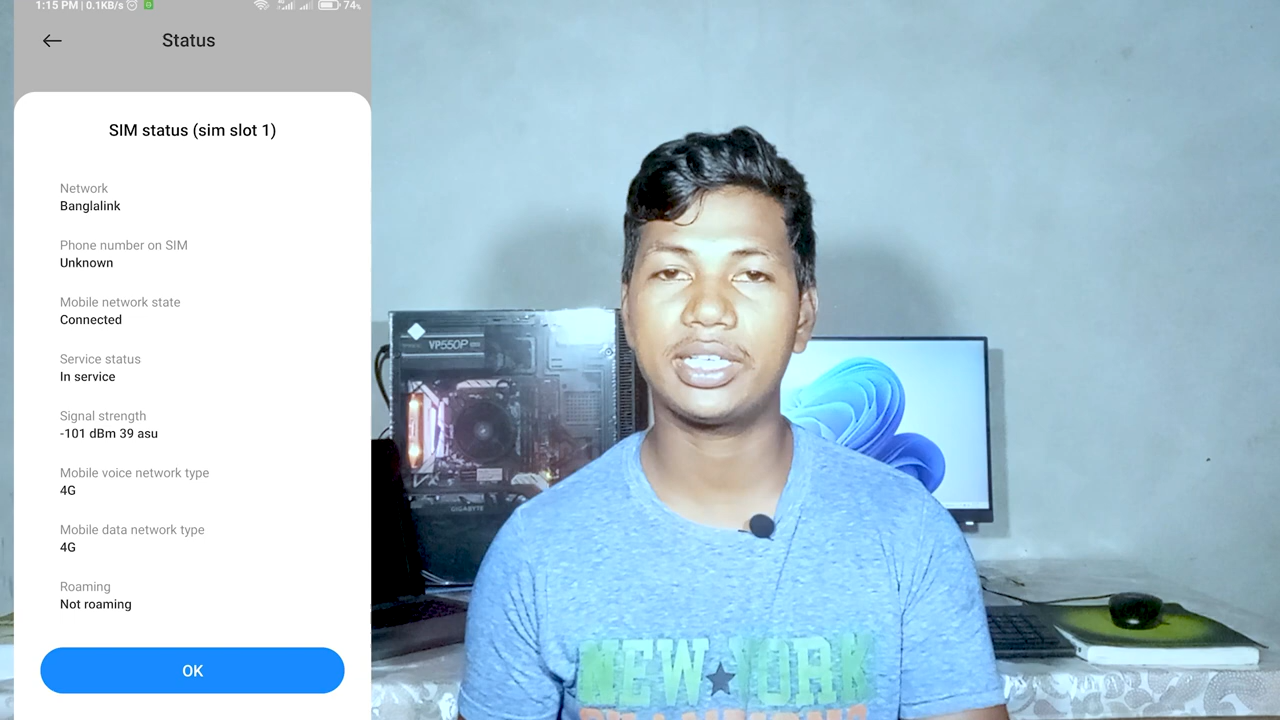 1:15 PM | 0.1KB/s
74%
Status
SIM status (sim slot 1)
Network
Banglalink
Phone number on SIM
Unknown
Mobile network state
Connected
Service status
In service
Signal strength
-101 dBm 39 asu
Mobile voice network type
4G
Mobile data network type
4G
Roaming
Not roaming
OK
VP550P
GIGABYTE
NEW YORK